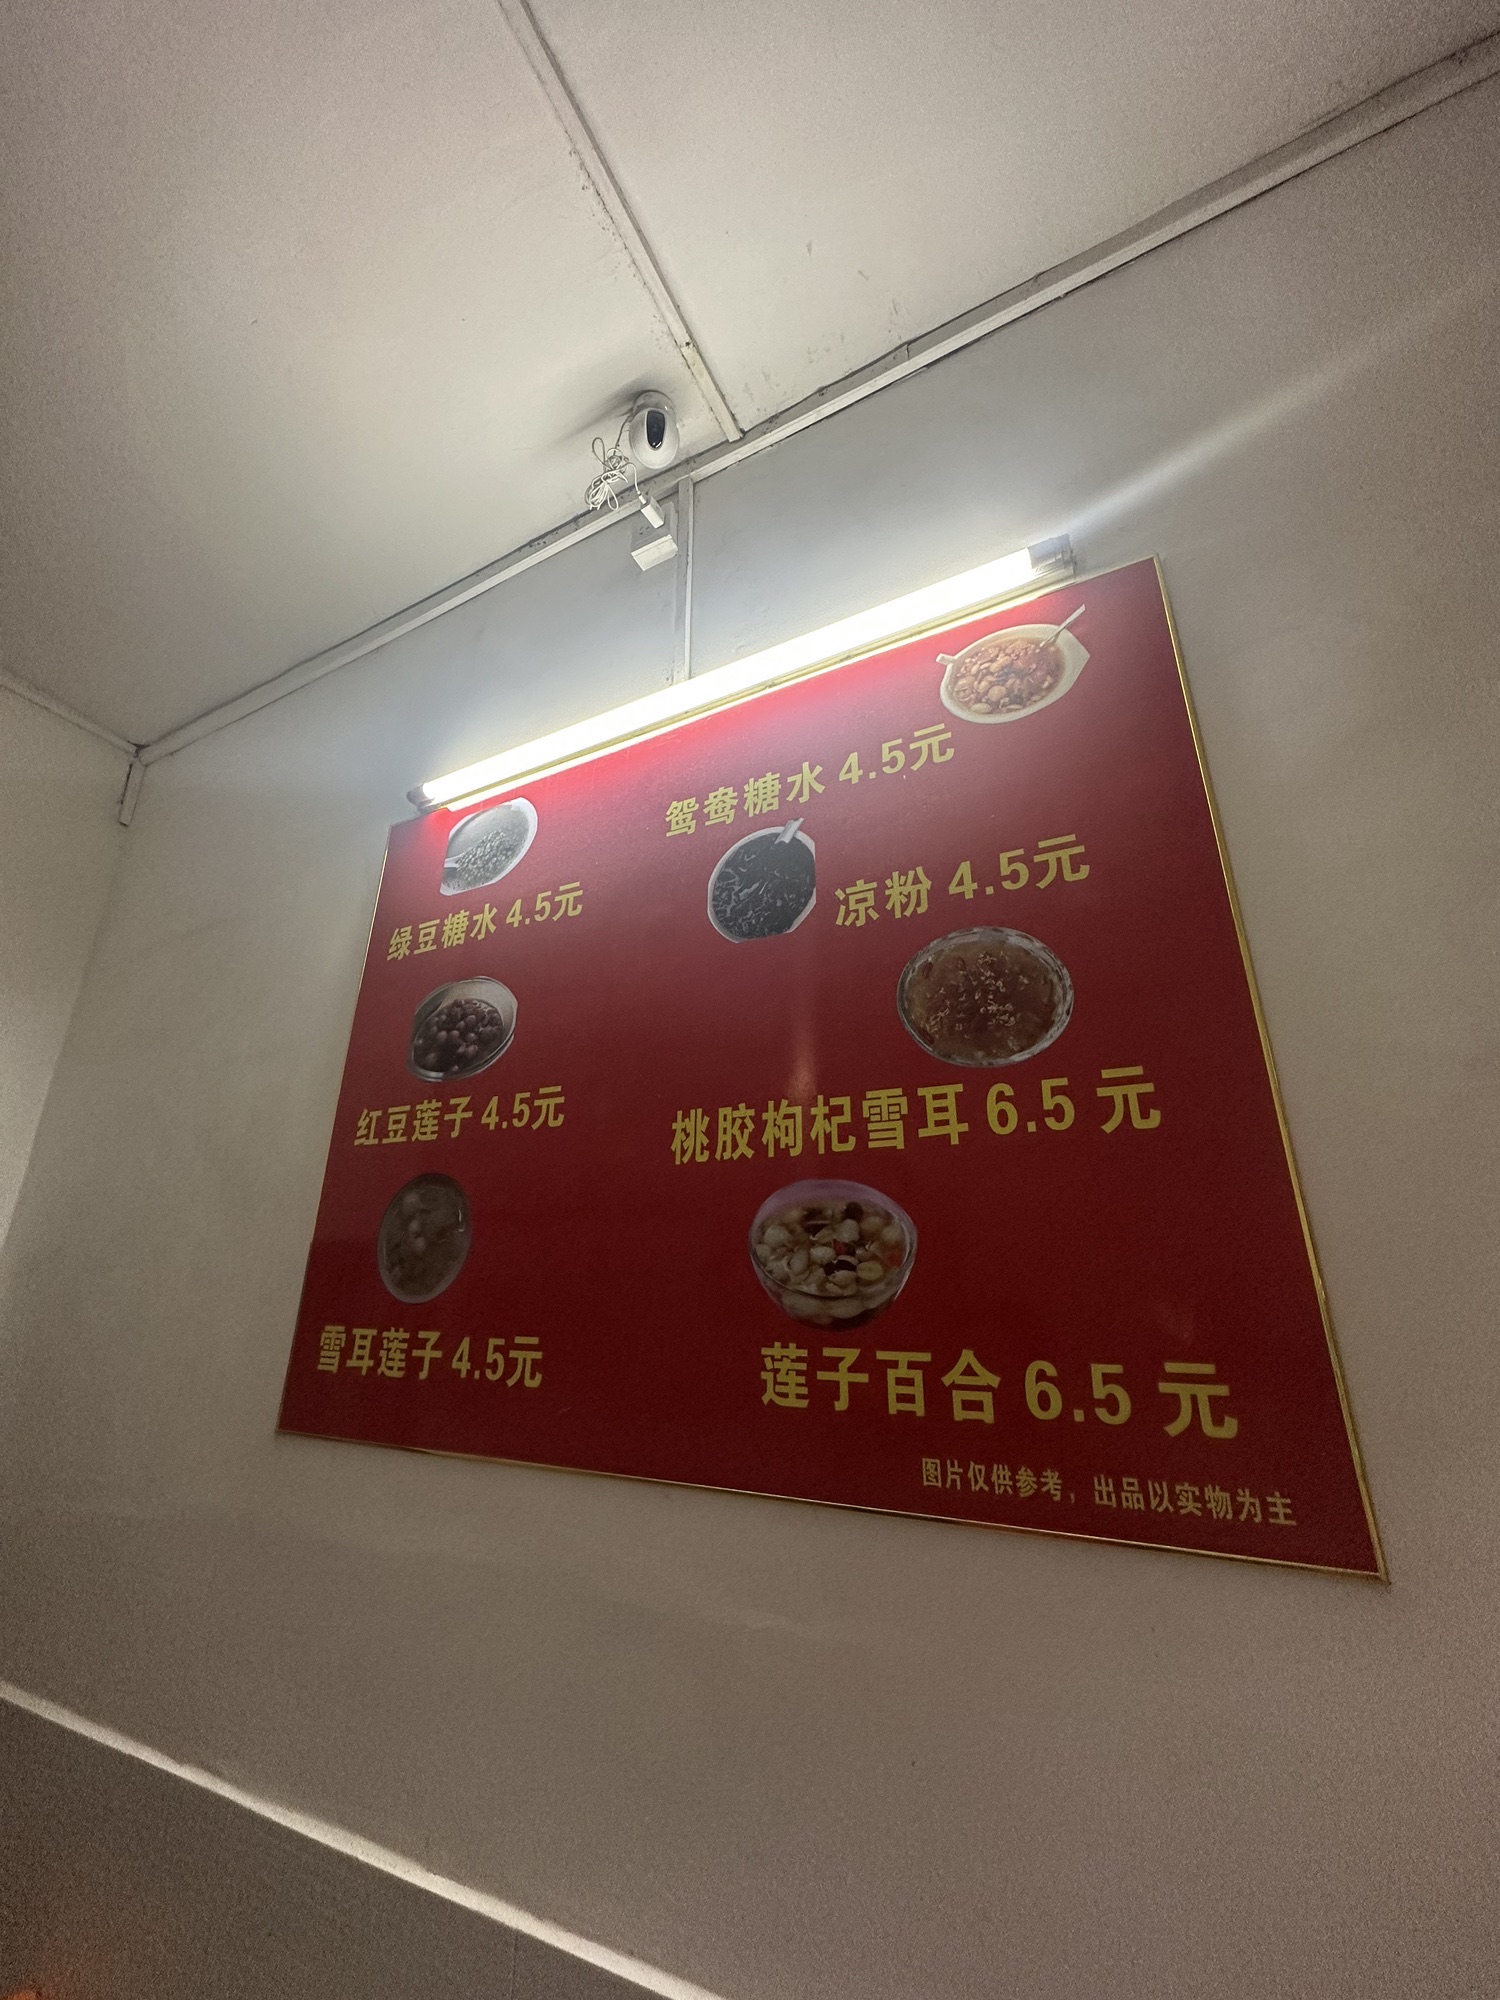 鸳鸯糖水 4.5元
绿豆糖水 4.5元
凉粉 4.5元
红豆莲子 4.5元
桃胶枸杞雪耳 6.5 元
雪耳莲子 4.5元
莲子百合 6.5 元
图片仅供参考，出品以实物为主